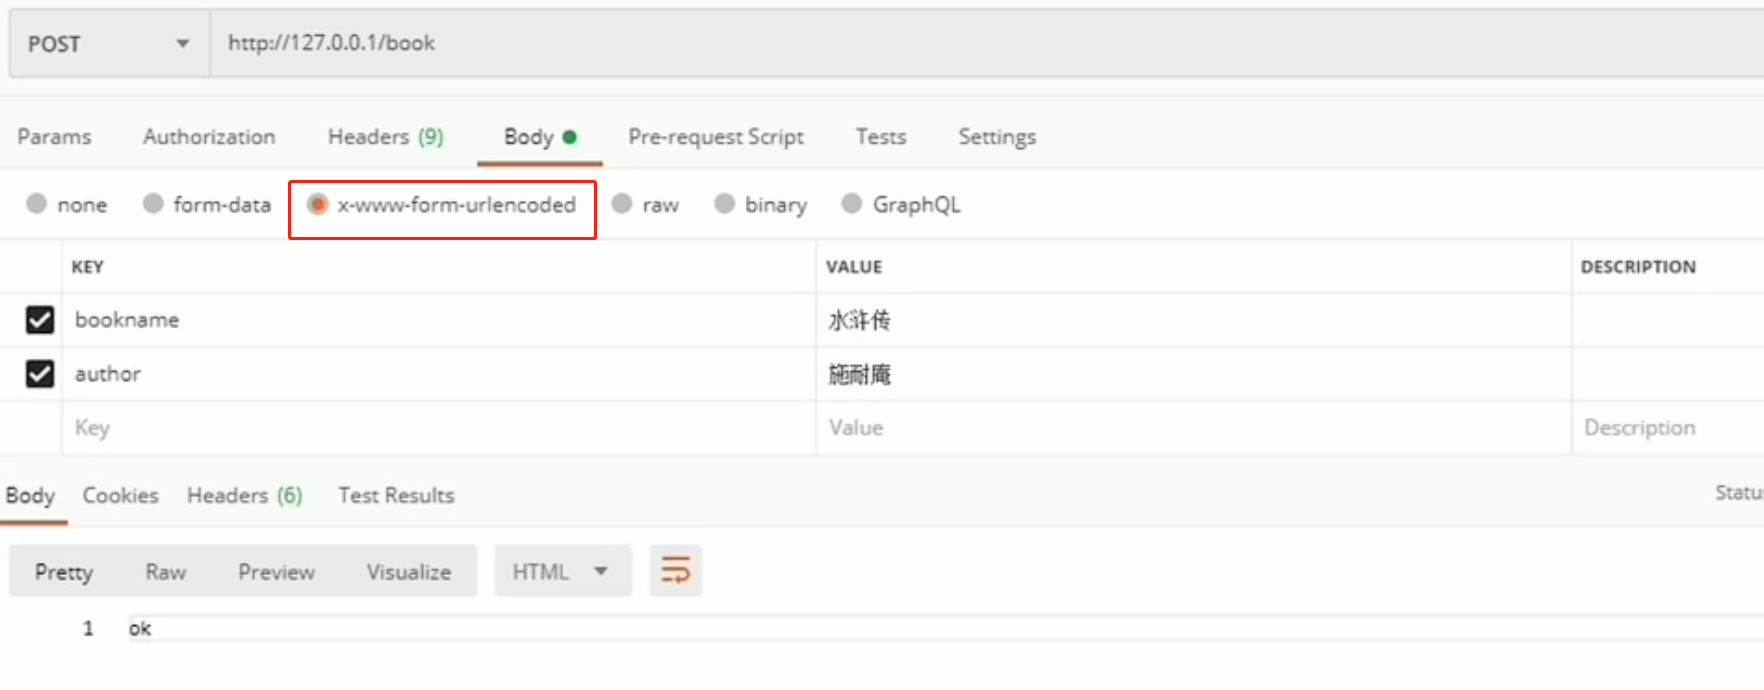 POST http://127.0.0.1/book
Params Authorization Headers (9) Body Pre-request Script Tests Settings
none form-data x-www-form-urlencoded raw binary GraphQL
KEY VALUE DESCRIPTION
bookname 水浒传
author 施耐庵
Key Value Description
Body Cookies Headers (6) Test Results Statu
Pretty Raw Preview Visualize HTML
1 ok